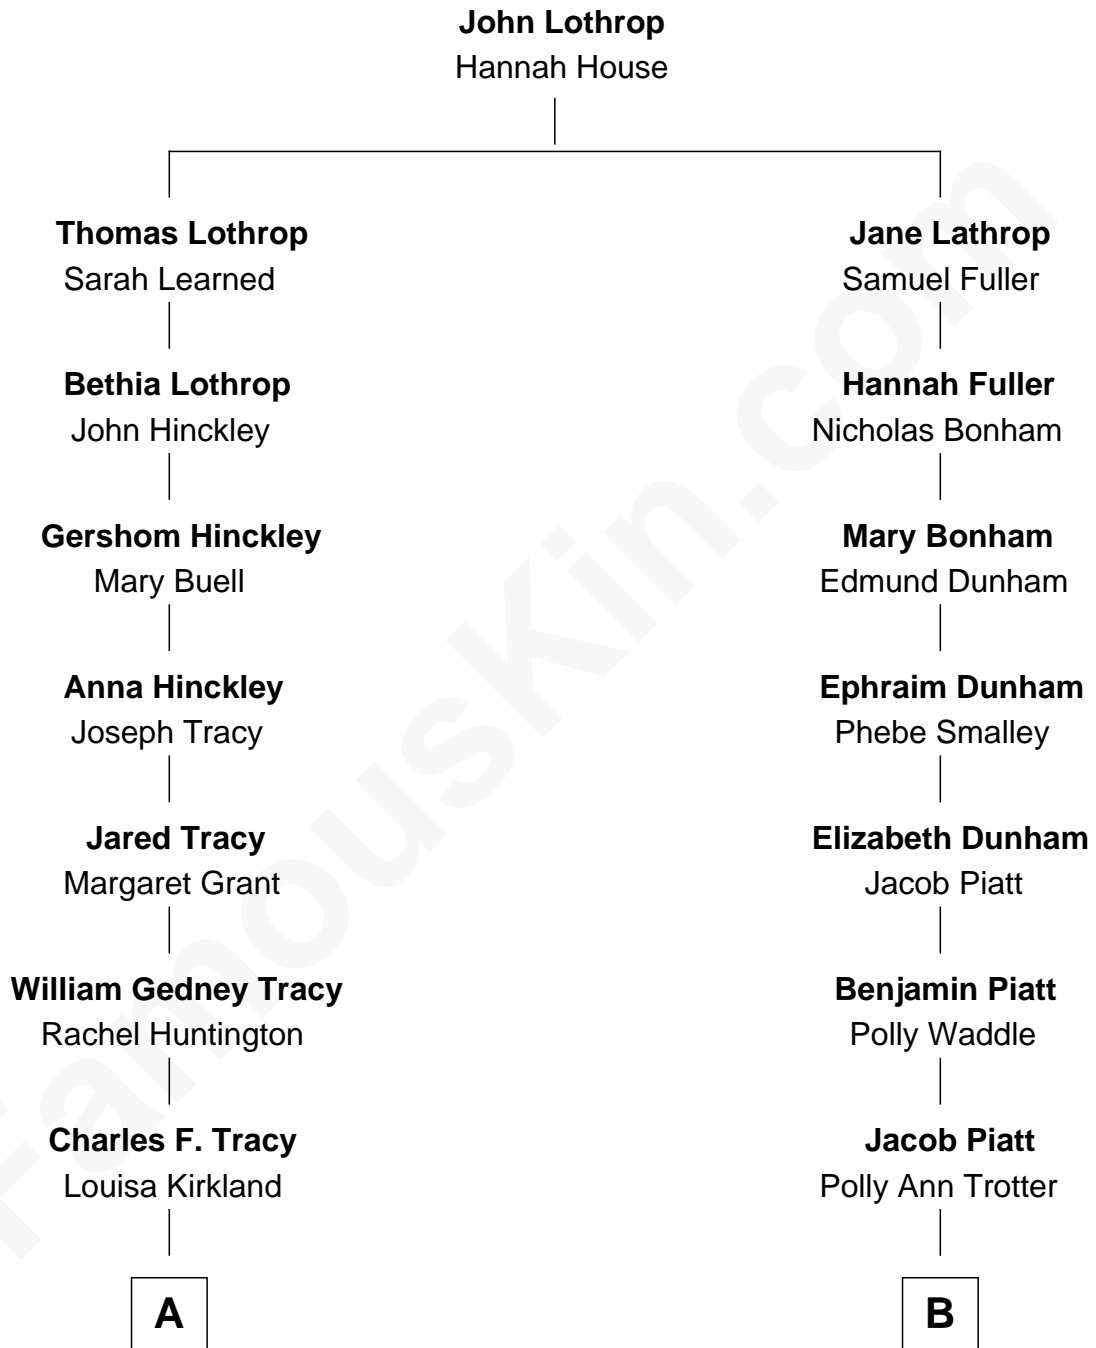 John Lothrop
Hannah House
Thomas Lothrop
Sarah Learned
Jane Lathrop
Samuel Fuller
Bethia Lothrop
John Hinckley
Hannah Fuller
Nicholas Bonham
Gershom Hinckley
Mary Buell
Mary Bonham
Edmund Dunham
Anna Hinckley
Joseph Tracy
Ephraim Dunham
Phebe Smalley
Jared Tracy
Margaret Grant
Elizabeth Dunham
Jacob Piatt
William Gedney Tracy
Rachel Huntington
Benjamin Piatt
Polly Waddle
Charles F. Tracy
Louisa Kirkland
Jacob Piatt
Polly Ann Trotter
A
B
FamousKin.com